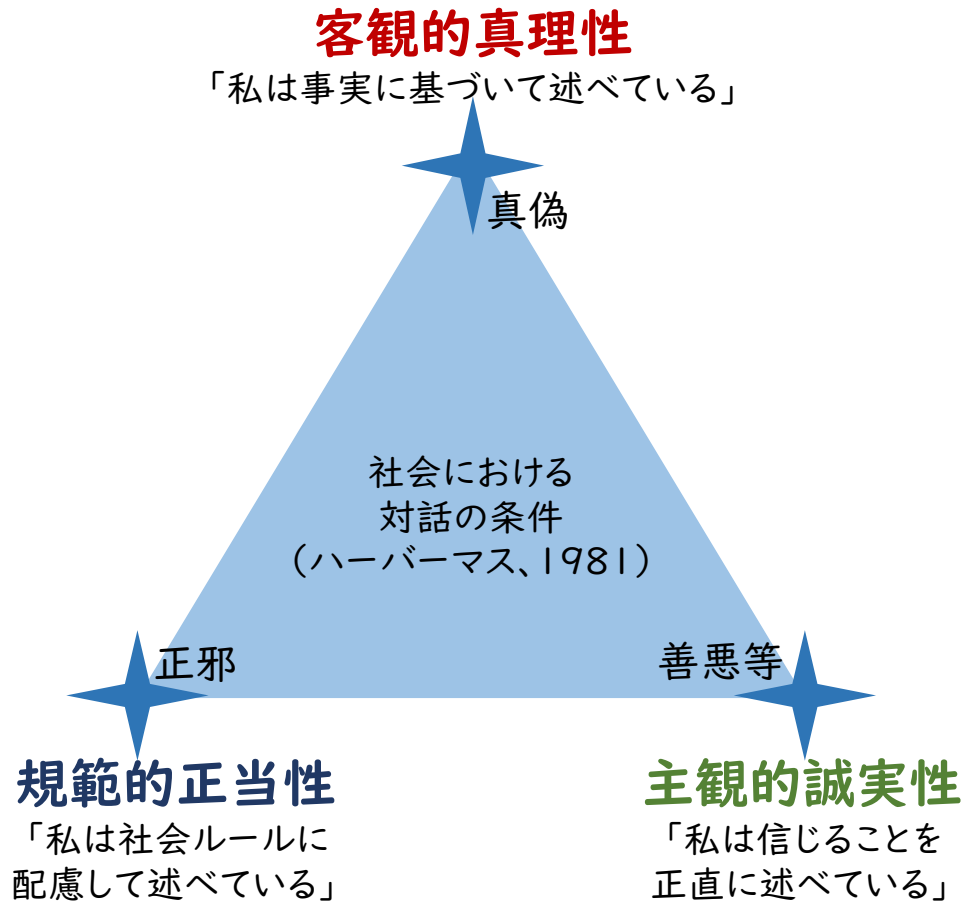 客観的真理性
「私は事実に基づいて述べている」
真偽
社会における
対話の条件
（ハーバーマス、1981）
正邪
善悪等
規範的正当性
「私は社会ルールに
配慮して述べている」
主観的誠実性
「私は信じることを
正直に述べている」